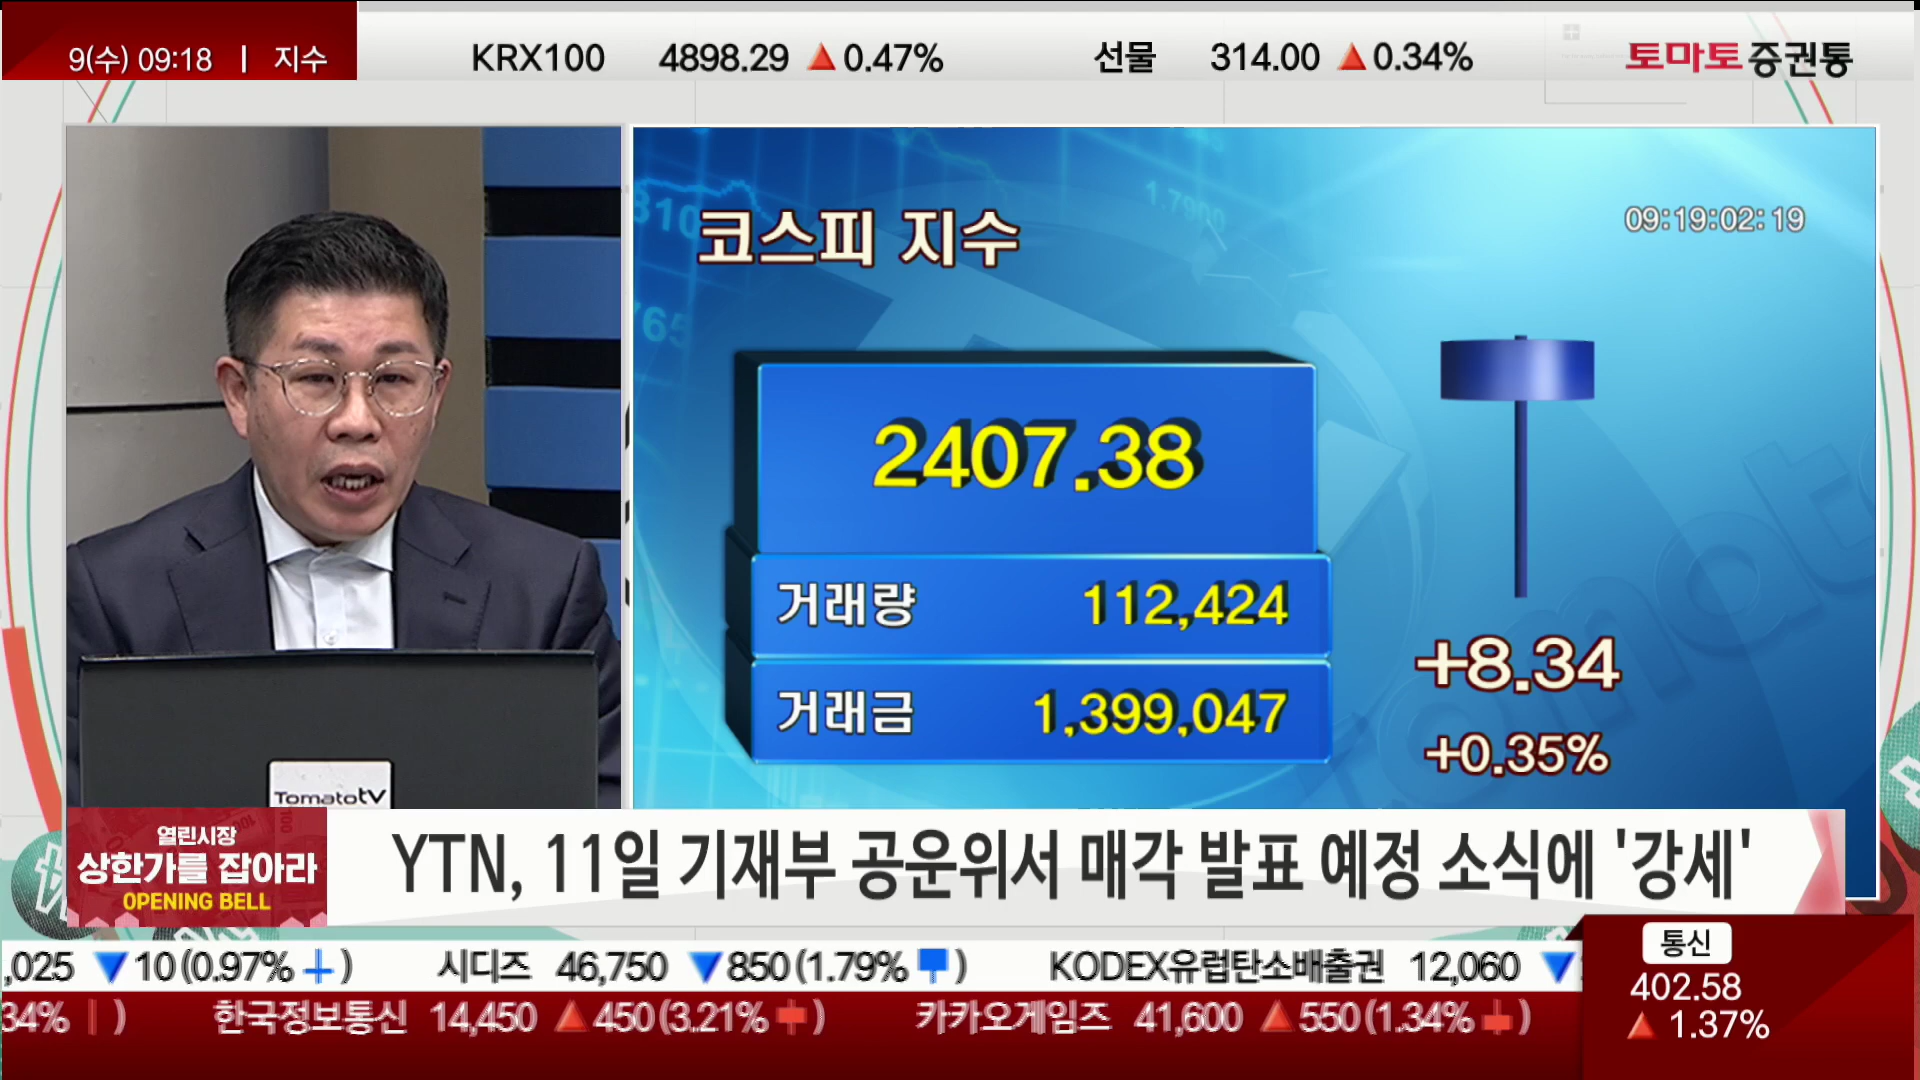 9(수) 09:18 | 지수
KRX100 4898.29 ▲0.47% 선물 314.00 ▲0.34%
토마토증권통
코스피 지수
09:19:02:19
2407.38
거래량 112,424
거래금 1,399,047
+8.34
+0.35%
Tomatotv
열린시장
상한가를 잡아라
OPENING BELL
YTN, 11일 기재부 공운위서 매각 발표 예정 소식에 '강세'
,025 ▼10(0.97%) 시디즈 46,750 ▼850(1.79%) KODEX유럽탄소배출권 12,060 ▼
34% ) 한국정보통신 14,450 ▲450(3.21%) 카카오게임즈 41,600 ▲550(1.34%)
통신
402.58
▲ 1.37%